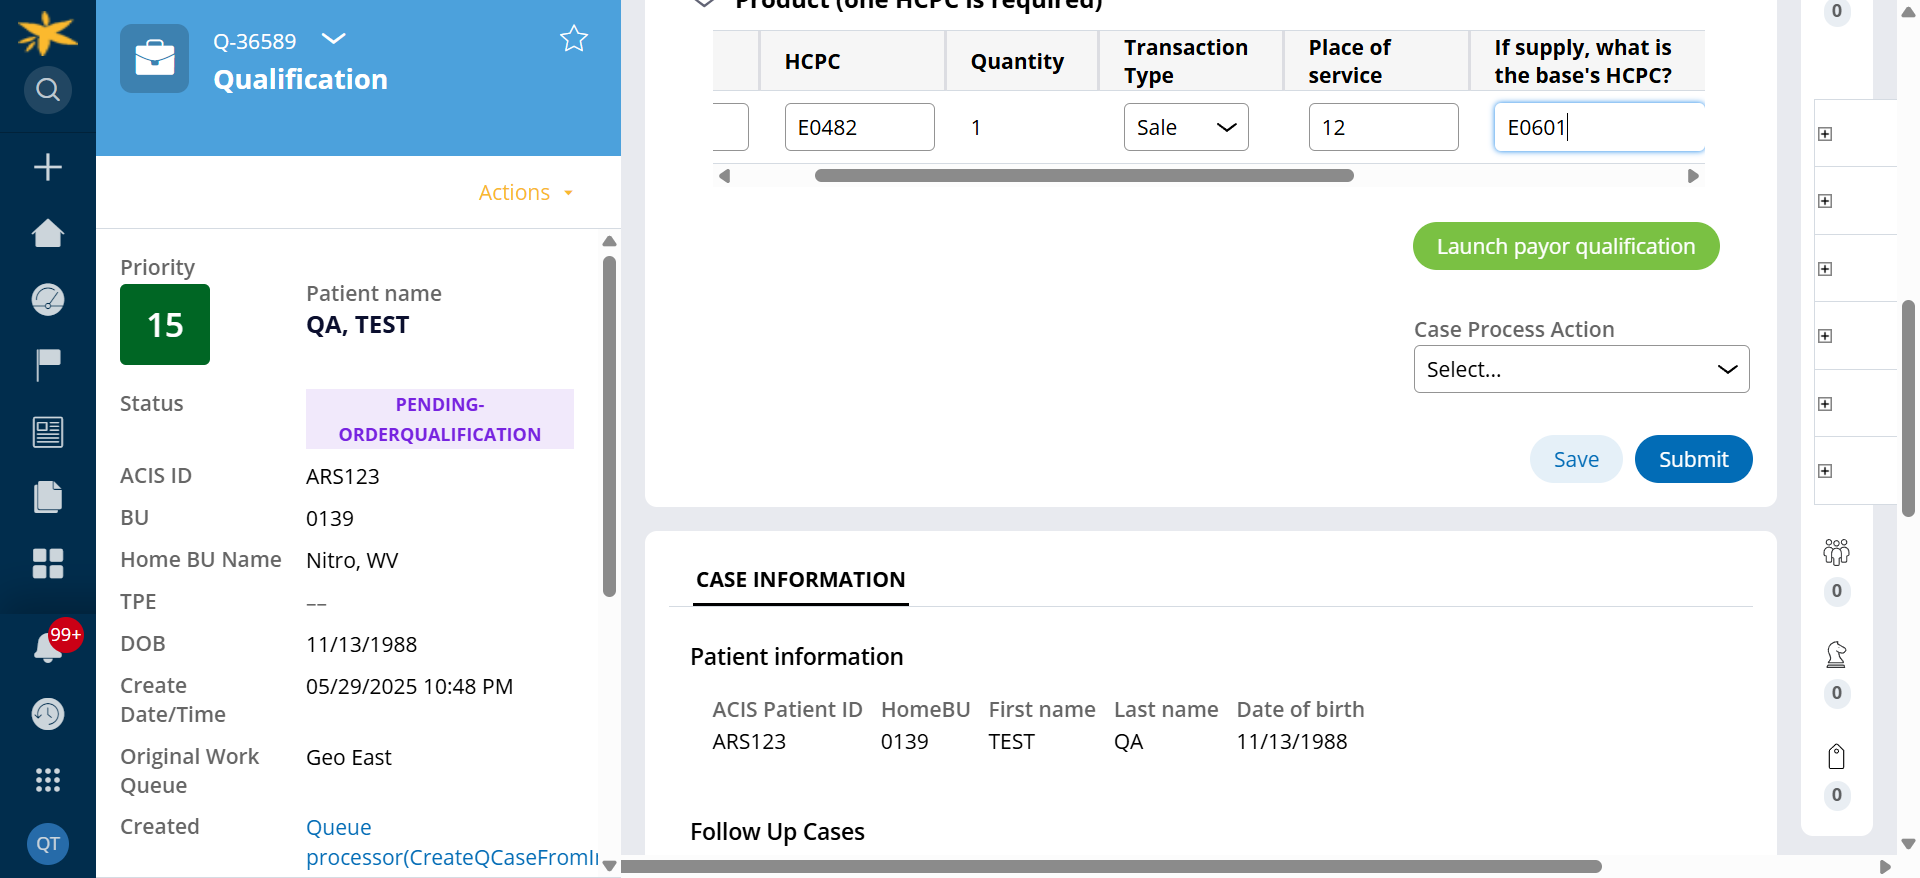 Q-36589
Qualification
Actions
Priority
15
Patient name
QA, TEST
Status
PENDING-
ORDERQUALIFICATION
ACIS ID
ARS123
BU
0139
Home BU Name
Nitro, WV
TPE
––
DOB
11/13/1988
Create
Date/Time
05/29/2025 10:48 PM
Original Work
Queue
Geo East
Created
Queue
processor(CreateQCaseFromI
99+
QT
Product (one HCPC is required)
HCPC
Quantity
Transaction
Type
Place of
service
If supply, what is
the base's HCPC?
E0482
1
Sale
12
E0601
Launch payor qualification
Case Process Action
Select...
Save
Submit
CASE INFORMATION
Patient information
ACIS Patient ID HomeBU First name Last name Date of birth
ARS123 0139 TEST QA 11/13/1988
Follow Up Cases
0
0
0
0